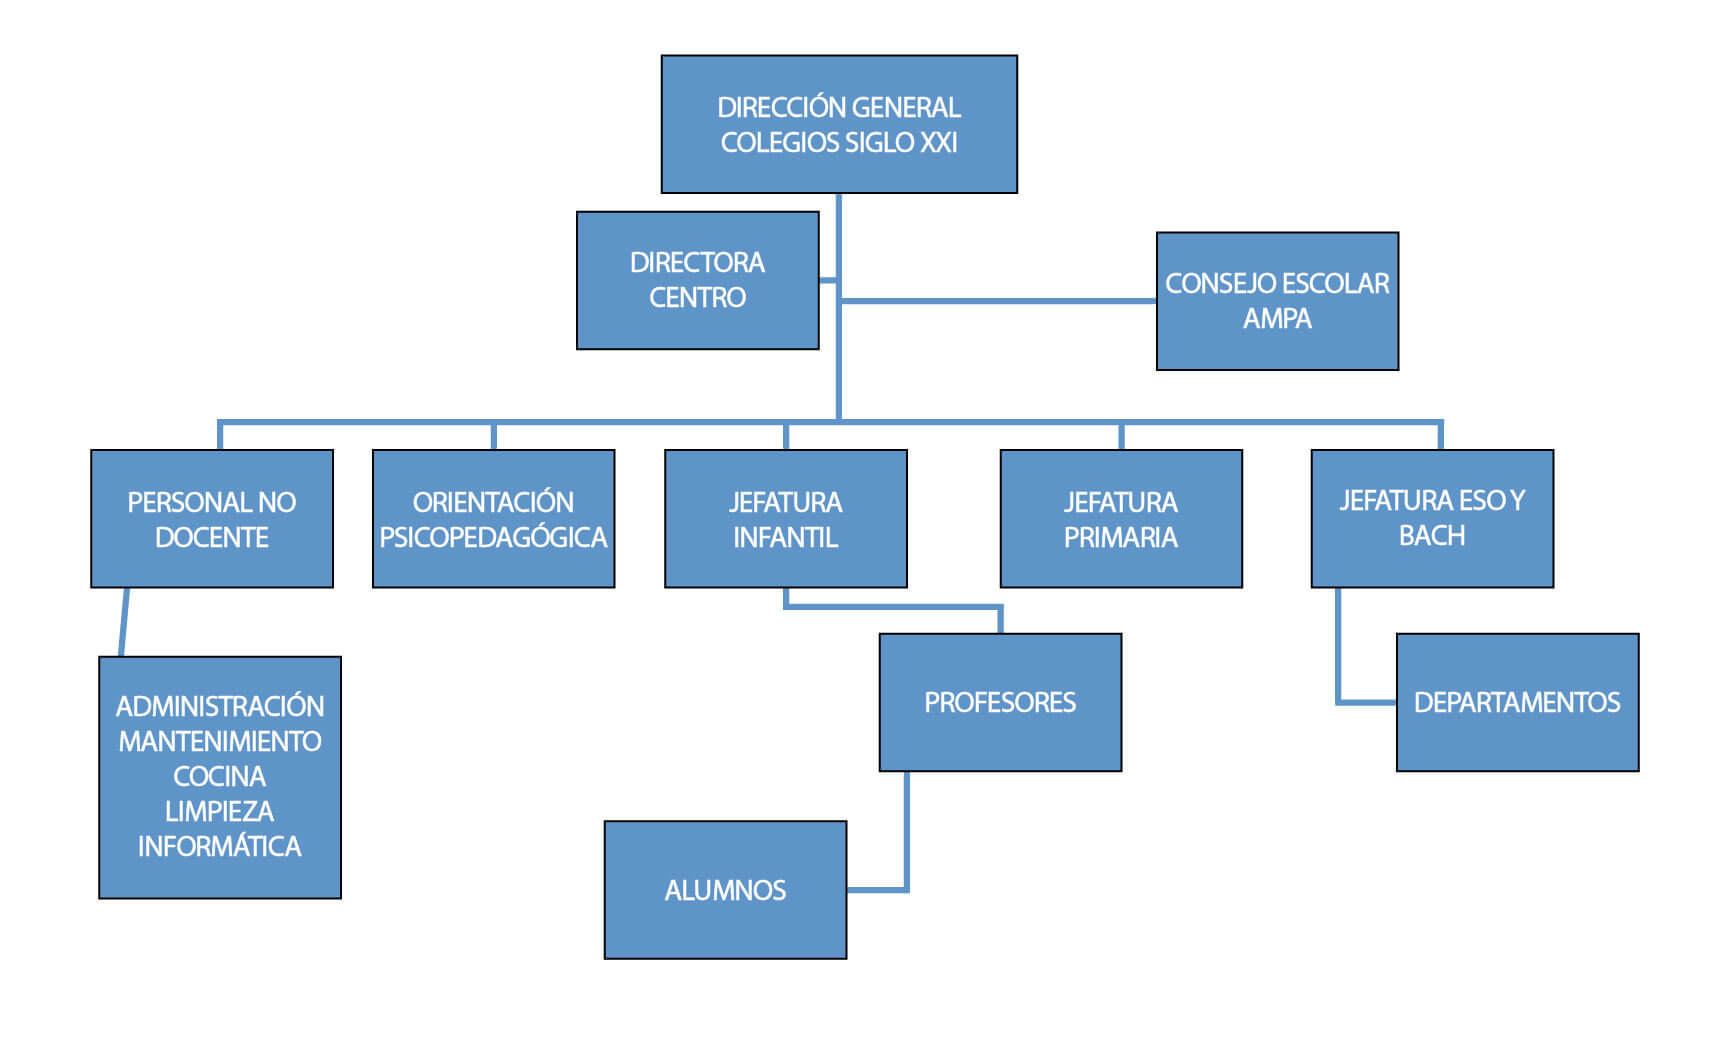 DIRECCIÓN GENERAL
COLEGIOS SIGLO XXI
DIRECTORA
CENTRO
CONSEJO ESCOLAR
AMPA
PERSONAL NO
DOCENTE
ORIENTACIÓN
PSICOPEDAGÓGICA
JEFATURA
INFANTIL
JEFATURA
PRIMARIA
JEFATURA ESO Y
BACH
ADMINISTRACIÓN
MANTENIMIENTO
COCINA
LIMPIEZA
INFORMÁTICA
PROFESORES
DEPARTAMENTOS
ALUMNOS